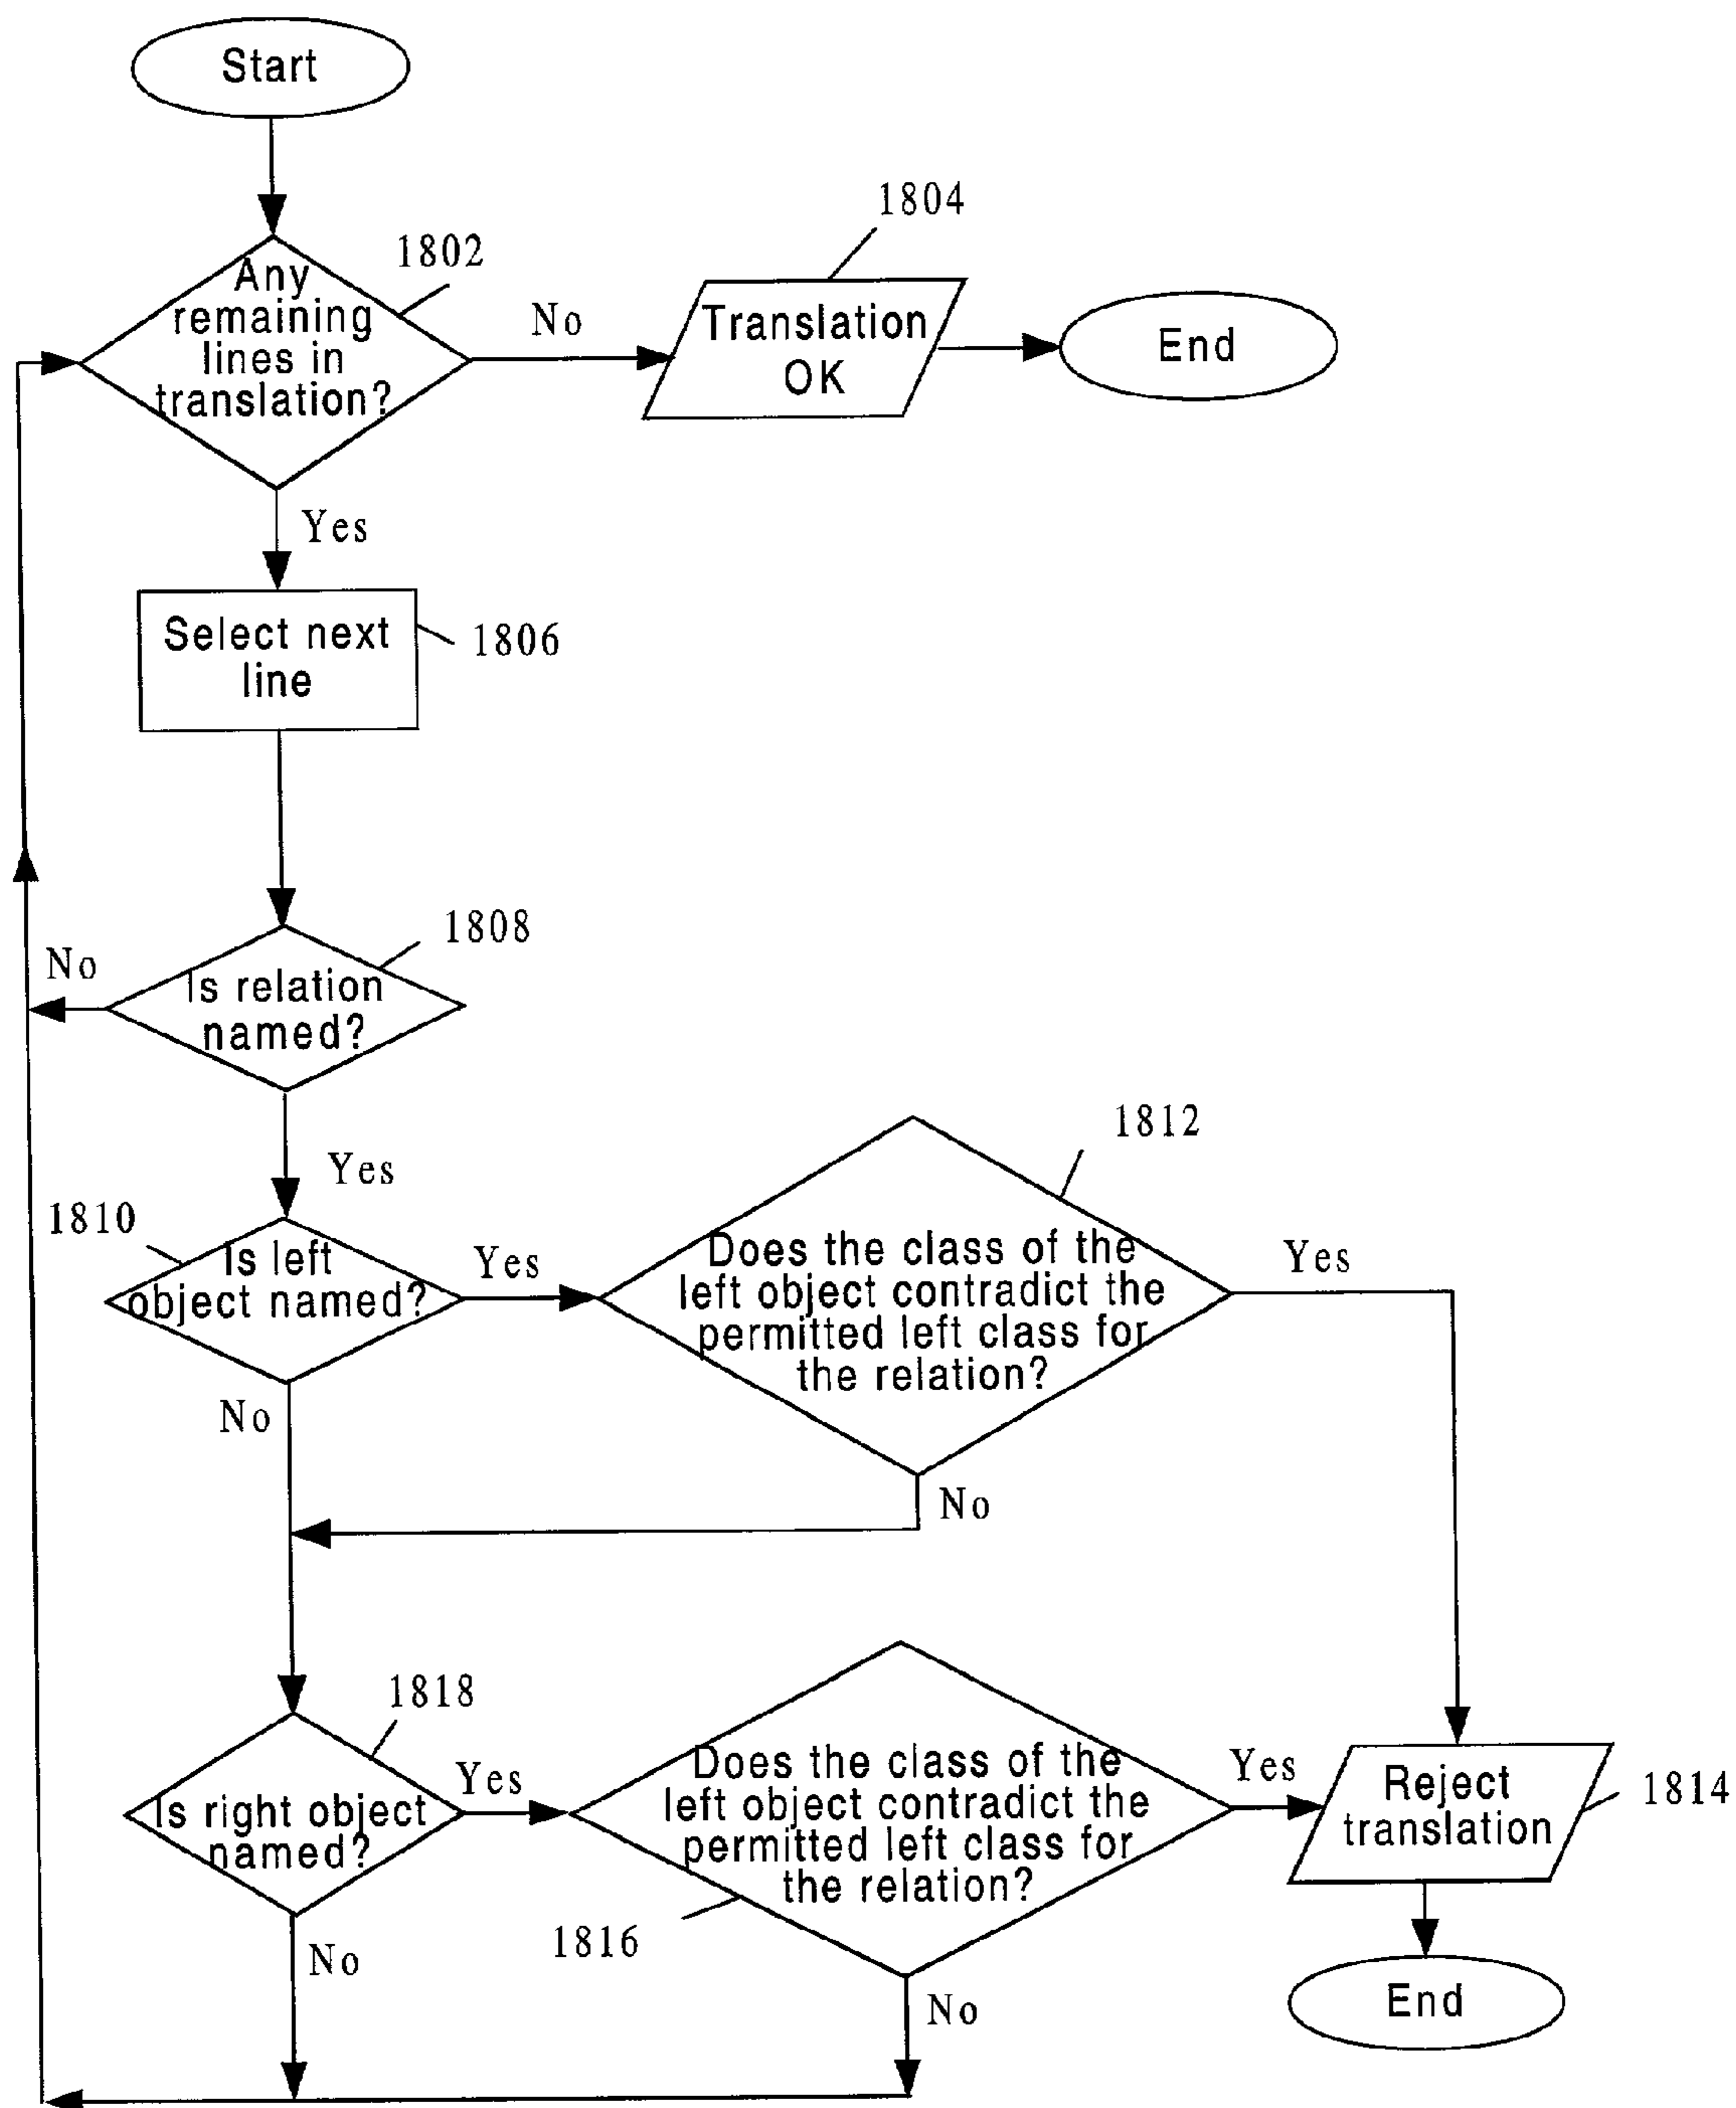 Start
1802
Any
remaining
lines in
translation?
No
1804
Translation
OK
End
Yes
Select next
line
1806
1808
Is relation
named?
No
Yes
1810
Is left
object named?
Yes
1812
Does the class of the
left object contradict the
permitted left class for
the relation?
Yes
No
No
1818
Is right object
named?
Yes
Does the class of the
left object contradict the
permitted left class for
the relation?
1816
Yes
Reject
translation
1814
No
No
End